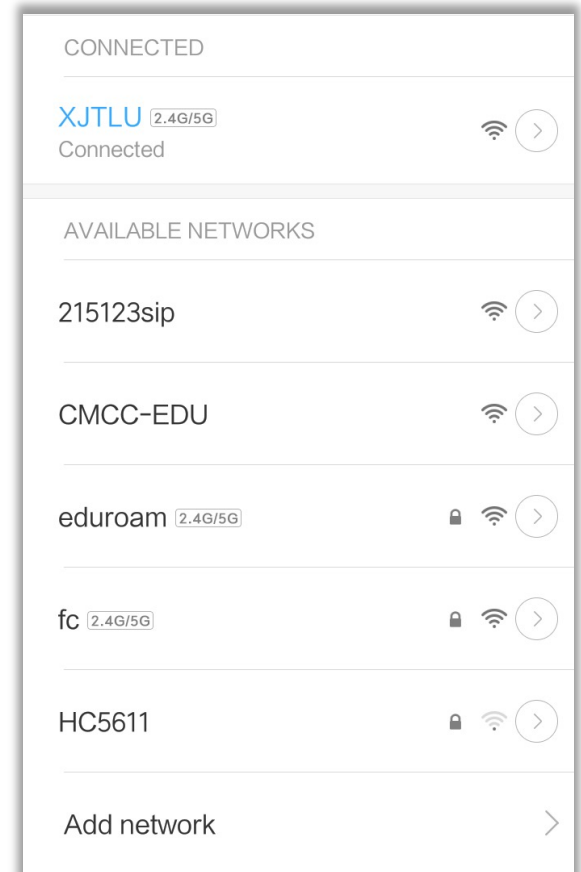 CONNECTED
XJTLU 2.4G/5G
Connected
AVAILABLE NETWORKS
215123sip
CMCC-EDU
eduroam 2.4G/5G
fc 2.4G/5G
HC5611
Add network